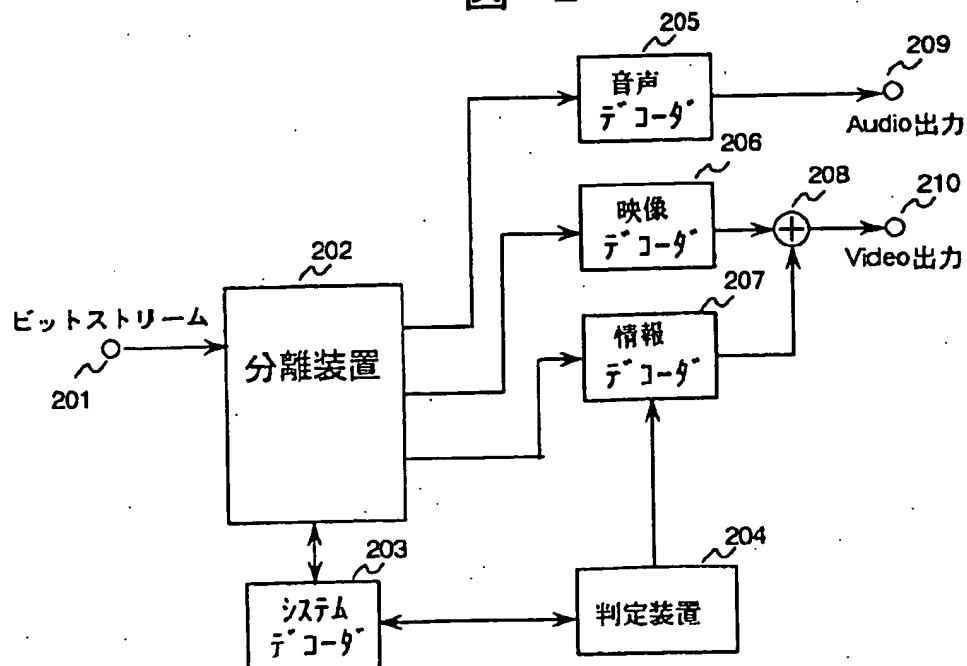 205
音声
デコーダ
209
Audio出力
206
映像
デコーダ
208
210
Video出力
202
ビットストリーム
201
分離装置
207
情報
デコーダ
203
システム
デコーダ
204
判定装置